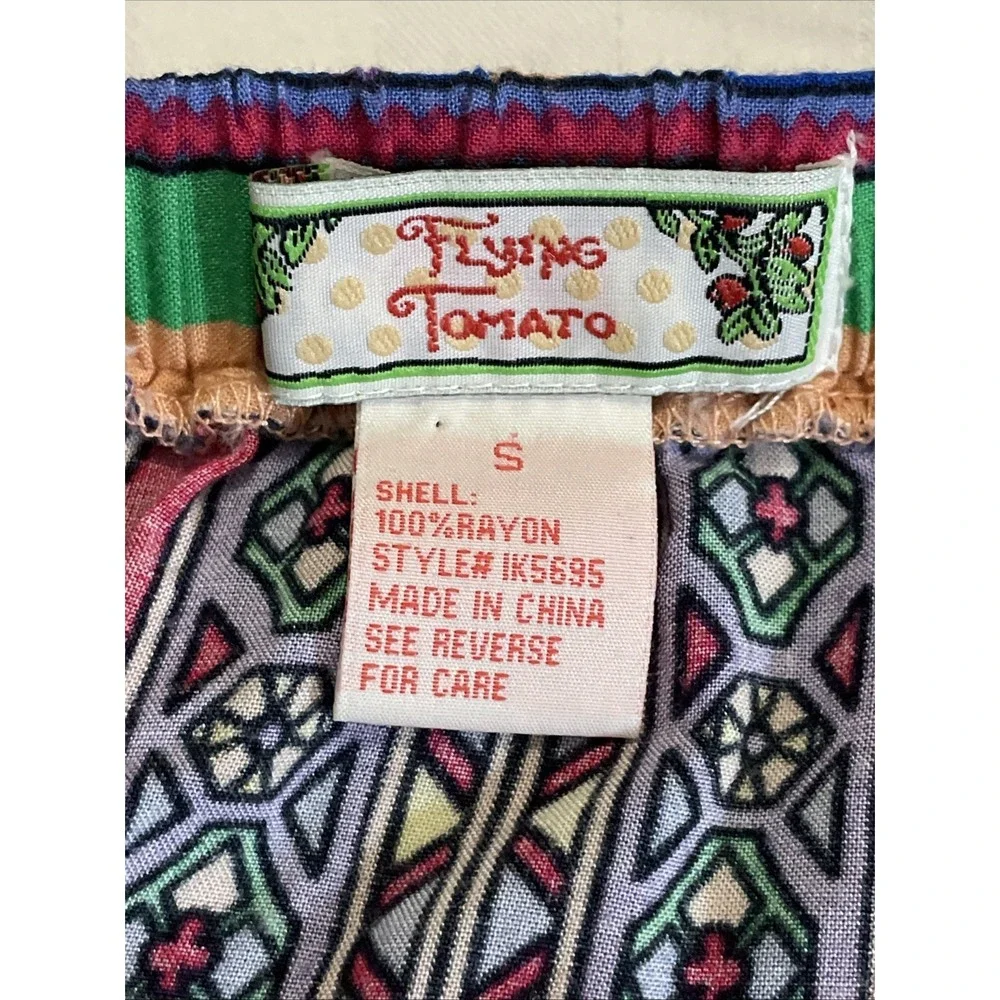 FLYING
TOMATO
S
SHELL:
100%RAYON
STYLE# IK5695
MADE IN CHINA
SEE REVERSE
FOR CARE